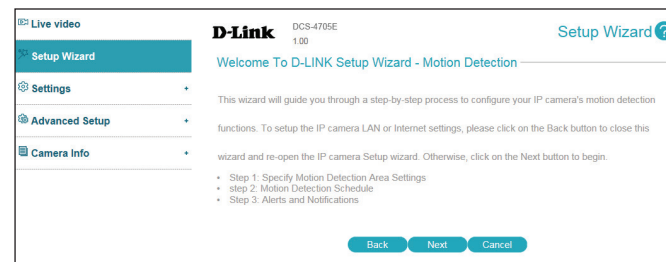 Live video
Setup Wizard
Settings +
Advanced Setup +
Camera Info +
D-Link DCS-4705E
1.00
Setup Wizard ?
Welcome To D-LINK Setup Wizard - Motion Detection
This wizard will guide you through a step-by-step process to configure your IP camera's motion detection
functions. To setup the IP camera LAN or Internet settings, please click on the Back button to close this
wizard and re-open the IP camera Setup wizard. Otherwise, click on the Next button to begin.
• Step 1: Specify Motion Detection Area Settings
• step 2: Motion Detection Schedule
• Step 3: Alerts and Notifications
Back Next Cancel